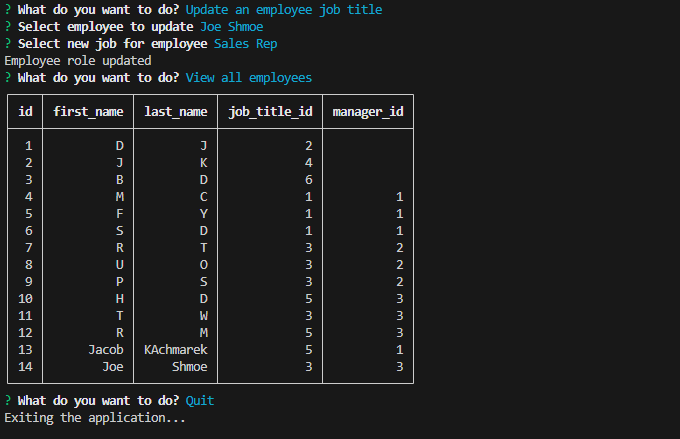 ? What do you want to do? Update an employee job title
? Select employee to update Joe Shmoe
? Select new job for employee Sales Rep
Employee role updated
? What do you want to do? View all employees
id first_name last_name job_title_id manager_id
1 D J 2
2 J K 4
3 B D 6
4 M C 1 1
5 F Y 1 1
6 S D 1 1
7 R T 3 2
8 U O 3 2
9 P S 3 2
10 H D 5 3
11 T W 3 3
12 R M 5 3
13 Jacob KAchmarek 5 1
14 Joe Shmoe 3 3
? What do you want to do? Quit
Exiting the application...